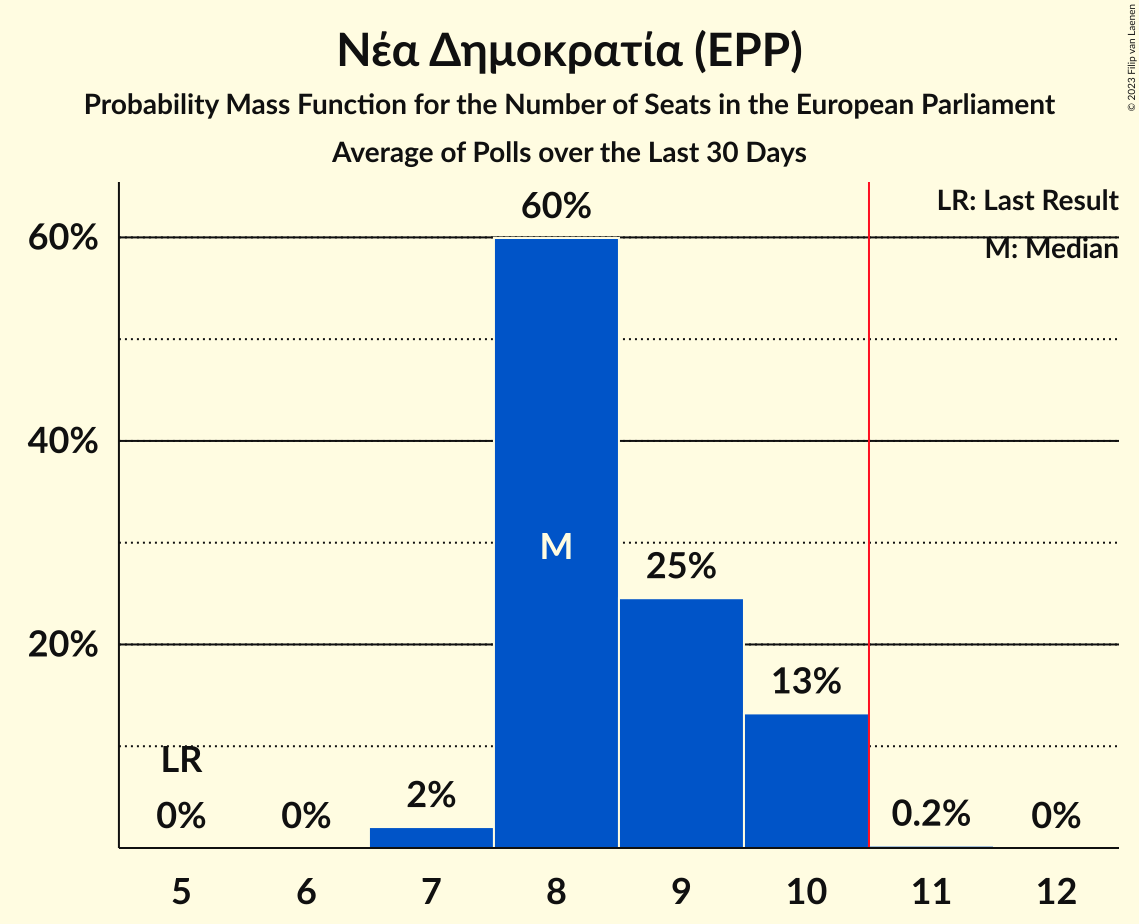 Νέα Δημοκρατία (EPP)
Probability Mass Function for the Number of Seats in the European Parliament
Average of Polls over the Last 30 Days
© 2023 Filip van Laenen
LR: Last Result
M: Median
60%
40%
20%
LR
0%
0%
2%
60%
M
25%
13%
0.2%
0%
5 6 7 8 9 10 11 12